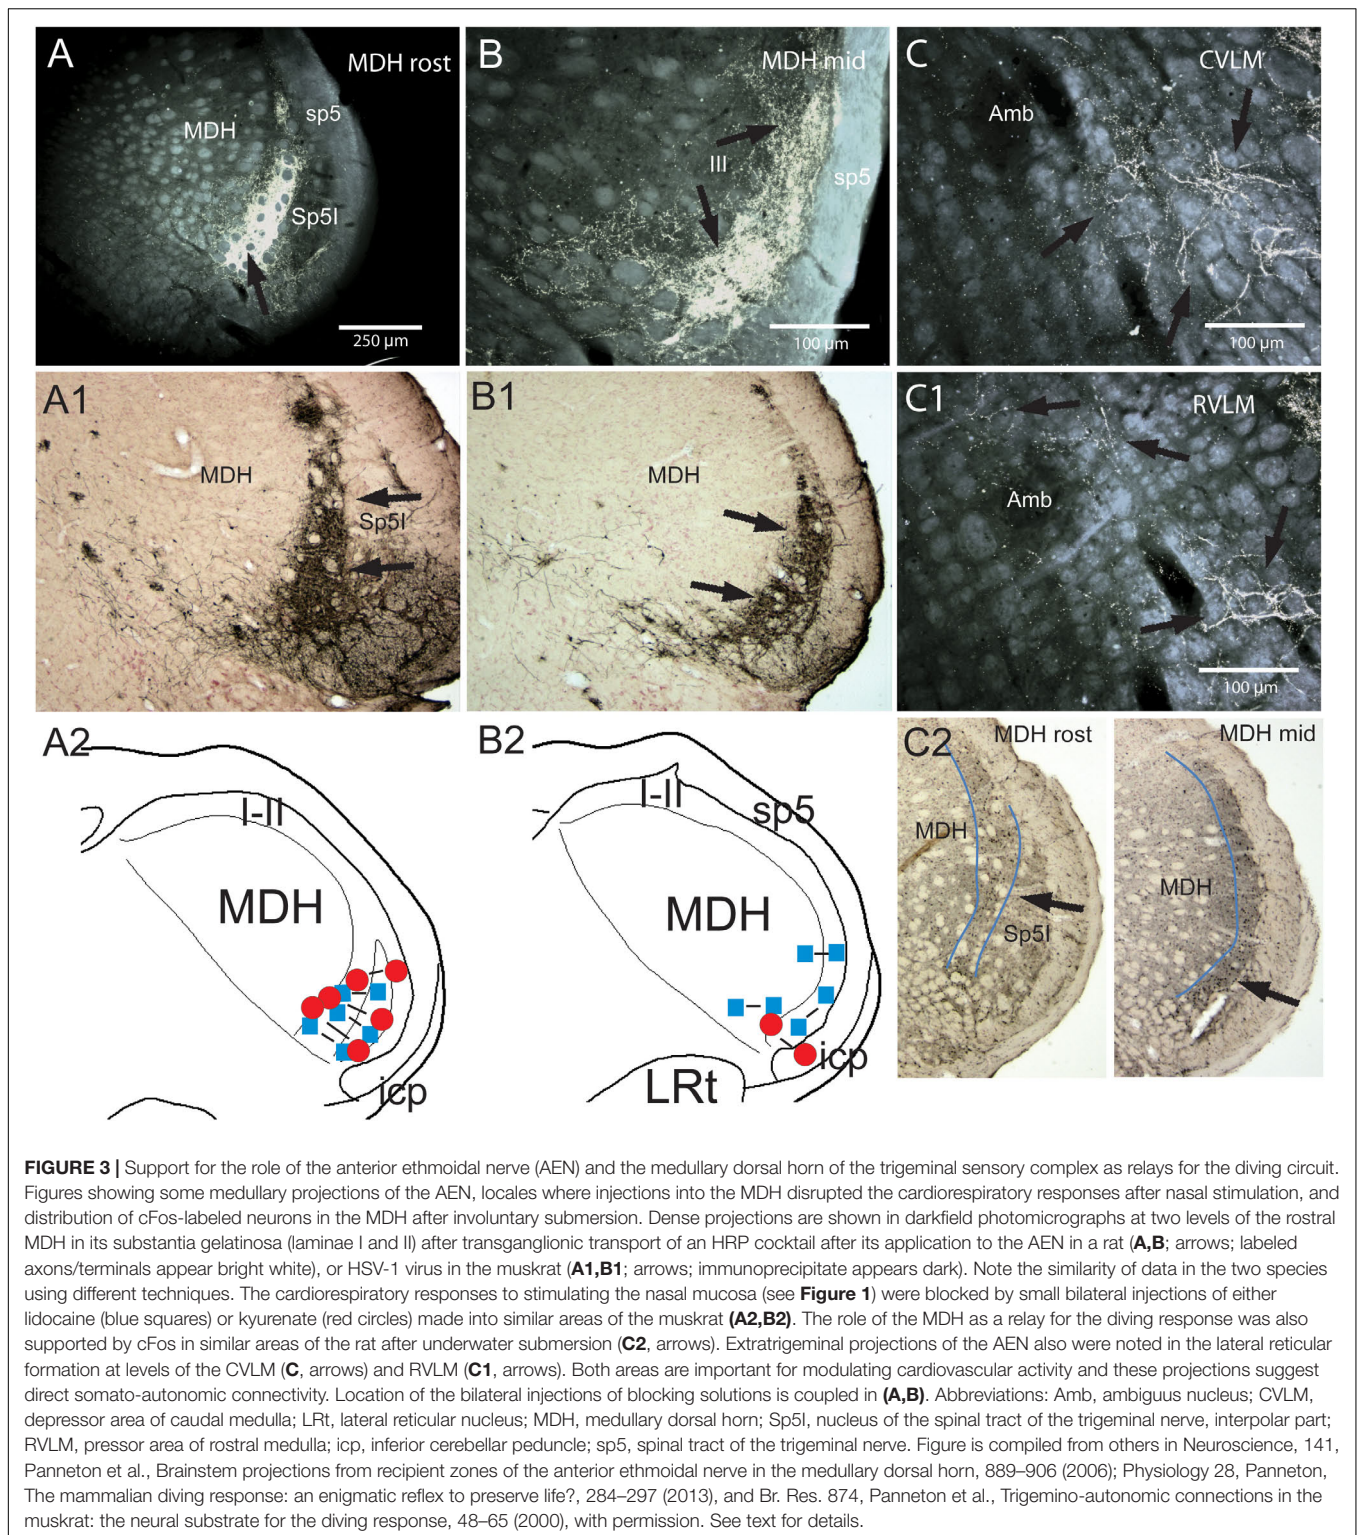 A
MDH rost
sp5
MDH
Sp5I
250 µm
B
MDH mid
III
sp5
100 µm
C
CVLM
Amb
100 µm
A1
MDH
Sp5I
B1
MDH
C1
RVLM
Amb
100 µm
A2
I-II
MDH
icp
B2
I-II
sp5
MDH
icp
LRt
C2
MDH rost
MDH
Sp5I
MDH mid
MDH
FIGURE 3 | Support for the role of the anterior ethmoidal nerve (AEN) and the medullary dorsal horn of the trigeminal sensory complex as relays for the diving circuit.
Figures showing some medullary projections of the AEN, locales where injections into the MDH disrupted the cardiorespiratory responses after nasal stimulation, and
distribution of cFos-labeled neurons in the MDH after involuntary submersion. Dense projections are shown in darkfield photomicrographs at two levels of the rostral
MDH in its substantia gelatinosa (laminae I and II) after transganglionic transport of an HRP cocktail after its application to the AEN in a rat (A,B; arrows; labeled
axons/terminals appear bright white), or HSV-1 virus in the muskrat (A1,B1; arrows; immunoprecipitate appears dark). Note the similarity of data in the two species
using different techniques. The cardiorespiratory responses to stimulating the nasal mucosa (see Figure 1) were blocked by small bilateral injections of either
lidocaine (blue squares) or kyurenate (red circles) made into similar areas of the muskrat (A2,B2). The role of the MDH as a relay for the diving response was also
supported by cFos in similar areas of the rat after underwater submersion (C2, arrows). Extratrigeminal projections of the AEN also were noted in the lateral reticular
formation at levels of the CVLM (C, arrows) and RVLM (C1, arrows). Both areas are important for modulating cardiovascular activity and these projections suggest
direct somato-autonomic connectivity. Location of the bilateral injections of blocking solutions is coupled in (A,B). Abbreviations: Amb, ambiguus nucleus; CVLM,
depressor area of caudal medulla; LRt, lateral reticular nucleus; MDH, medullary dorsal horn; Sp5I, nucleus of the spinal tract of the trigeminal nerve, interpolar part;
RVLM, pressor area of rostral medulla; icp, inferior cerebellar peduncle; sp5, spinal tract of the trigeminal nerve. Figure is compiled from others in Neuroscience, 141,
Panneton et al., Brainstem projections from recipient zones of the anterior ethmoidal nerve in the medullary dorsal horn, 889–906 (2006); Physiology 28, Panneton,
The mammalian diving response: an enigmatic reflex to preserve life?, 284–297 (2013), and Br. Res. 874, Panneton et al., Trigemino-autonomic connections in the
muskrat: the neural substrate for the diving response, 48–65 (2000), with permission. See text for details.